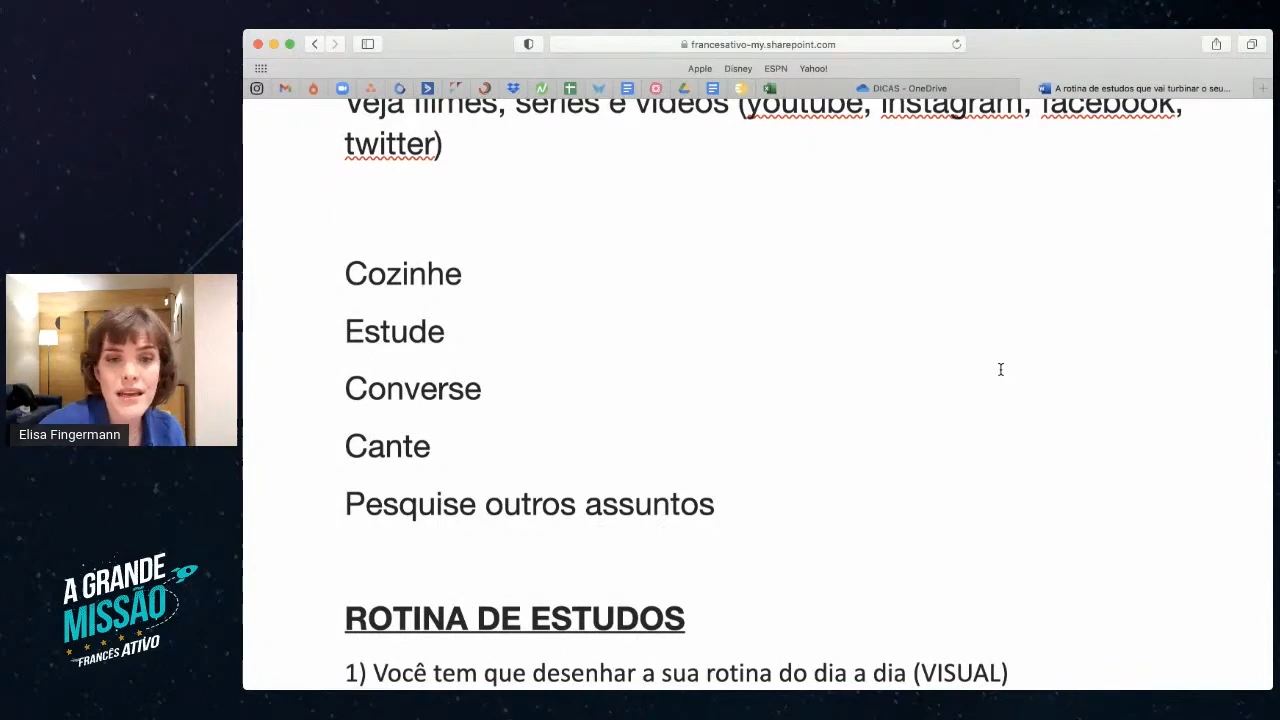 francesativo-my.sharepoint.com
Apple Disney ESPN Yahoo!
DICAS - OneDrive
A rotina de estudos que vai turbinar o seu...
Veja filmes, séries e vídeos (youtube, instagram, facebook,
twitter)
Cozinhe
Estude
Converse
Cante
Pesquise outros assuntos
ROTINA DE ESTUDOS
1) Você tem que desenhar a sua rotina do dia a dia (VISUAL)
Elisa Fingermann
A GRANDE
MISSÃO
FRANCÊS ATIVO